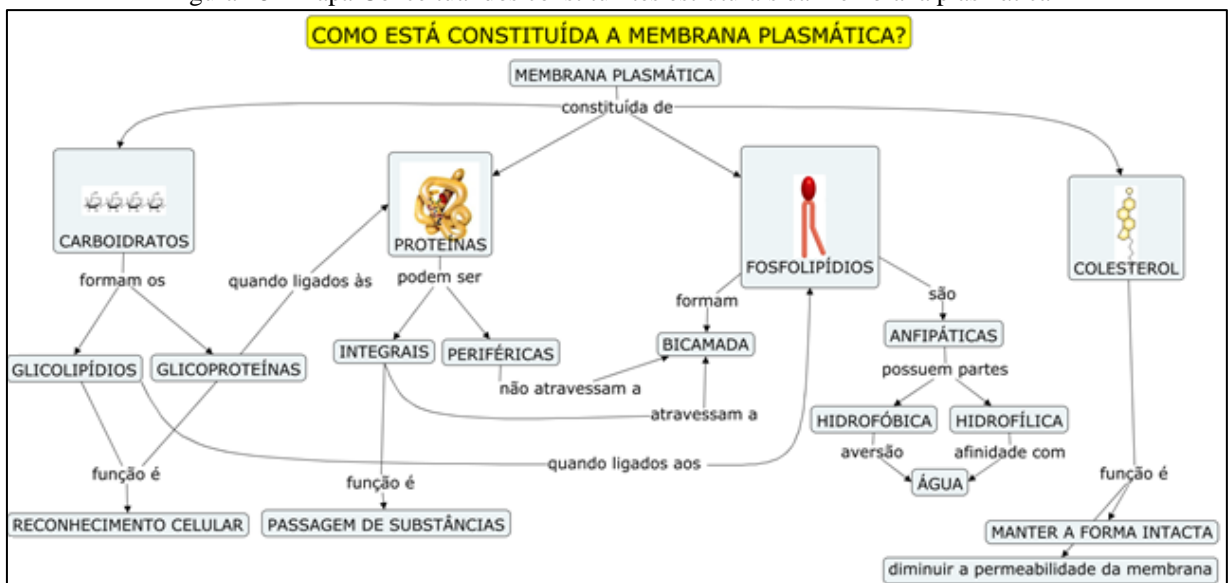 COMO ESTÁ CONSTITUÍDA A MEMBRANA PLASMÁTICA?
MEMBRANA PLASMÁTICA
constituída de
CARBOIDRATOS
PROTEÍNAS
FOSFOLIPÍDIOS
COLESTEROL
formam os
quando ligados às
podem ser
formam
são
GLICOLIPÍDIOS
GLICOPROTEÍNAS
INTEGRAIS
PERIFÉRICAS
BICAMADA
ANFIPÁTICAS
não atravessam a
atravessam a
possuem partes
HIDROFÓBICA
HIDROFÍLICA
aversão
afinidade com
ÁGUA
quando ligados aos
função é
função é
função é
RECONHECIMENTO CELULAR
PASSAGEM DE SUBSTÂNCIAS
MANTER A FORMA INTACTA
diminuir a permeabilidade da membrana